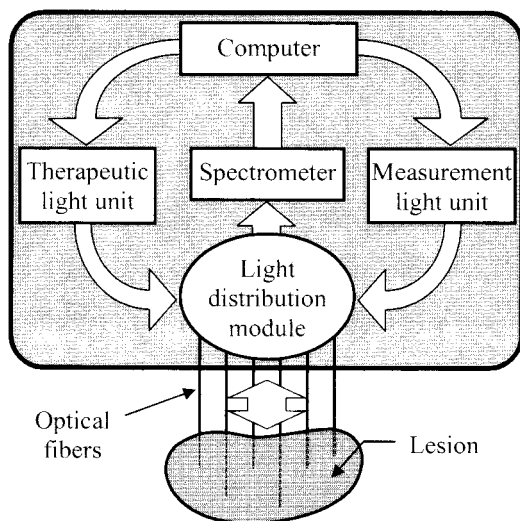 Computer
Therapeutic
light unit
Spectrometer
Measurement
light unit
Light
distribution
module
Optical
fibers
Lesion